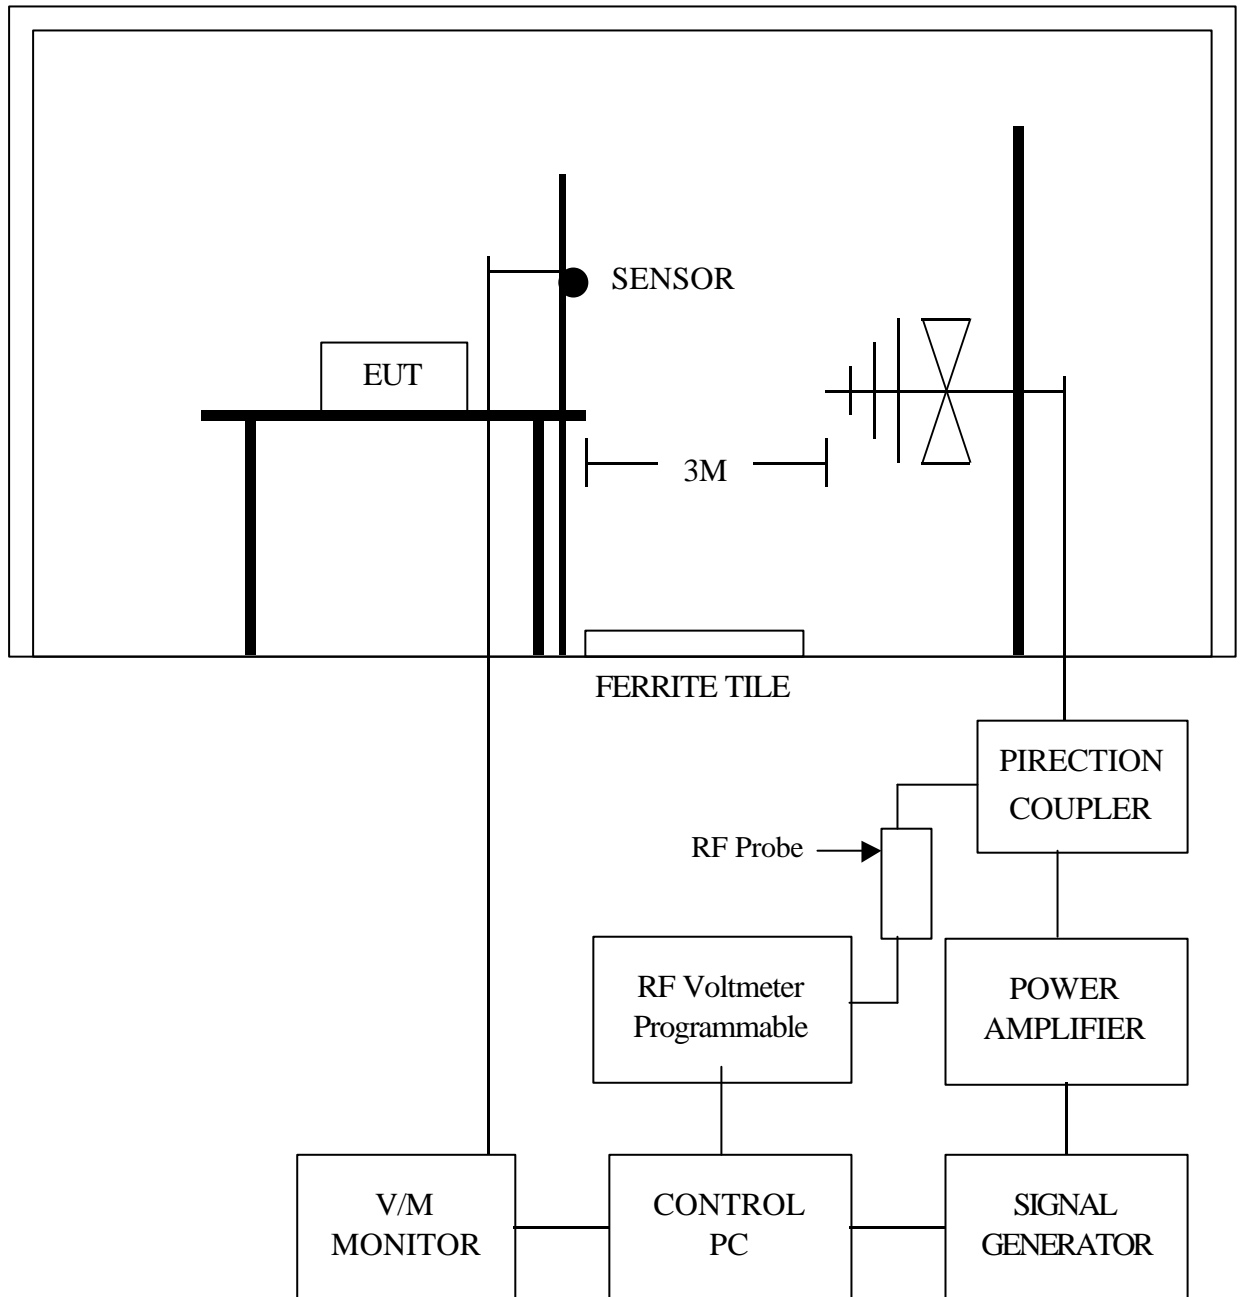 SENSOR
EUT
3M
FERRITE TILE
PIRECTION
COUPLER
RF Probe
RF Voltmeter
Programmable
POWER
AMPLIFIER
V/M
MONITOR
CONTROL
PC
SIGNAL
GENERATOR